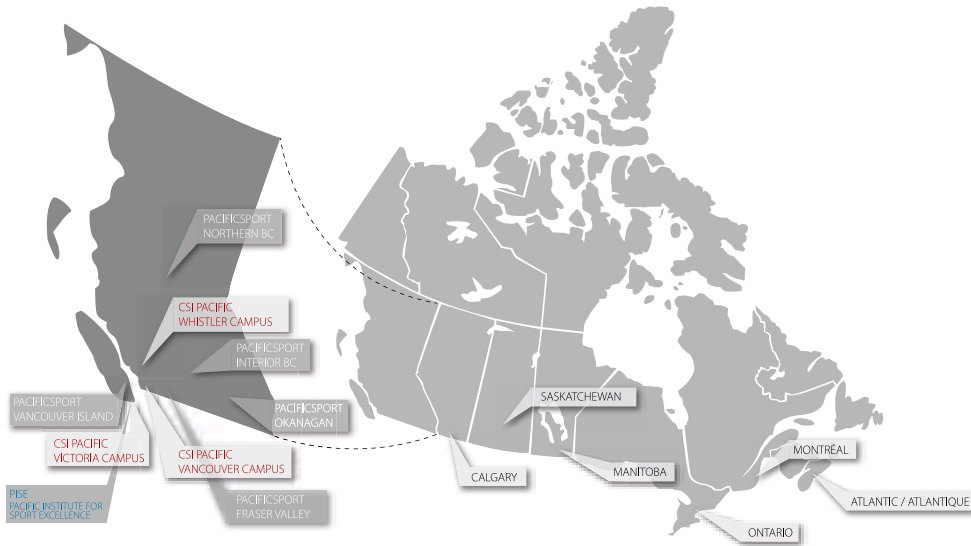 PACIFICSPORT
NORTHERN BC
CSI PACIFIC
WHISTLER CAMPUS
PACIFICSPORT
INTERIOR BC
PACIFICSPORT
VANCOUVER ISLAND
PACIFICSPORT
OKANAGAN
CSI PACIFIC
VICTORIA CAMPUS
CSI PACIFIC
VANCOUVER CAMPUS
PISE
PACIFIC INSTITUTE FOR
SPORT EXCELLENCE
PACIFICSPORT
FRASER VALLEY
SASKATCHEWAN
CALGARY
MANITOBA
MONTRÉAL
ATLANTIC / ATLANTIQUE
ONTARIO